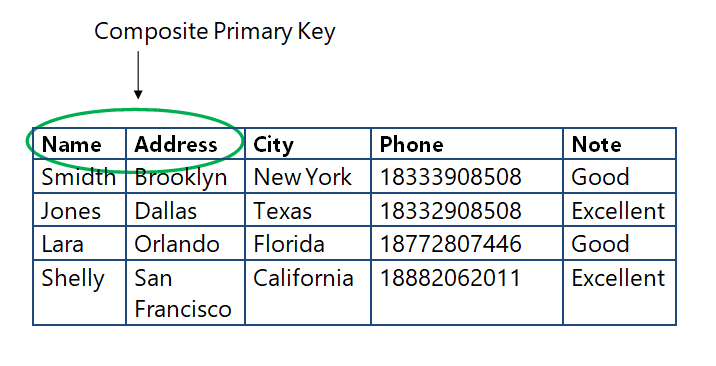 Composite Primary Key
Name Address City Phone Note
Smidth Brooklyn New York 18333908508 Good
Jones Dallas Texas 18332908508 Excellent
Lara Orlando Florida 18772807446 Good
Shelly San California 18882062011 Excellent
Francisco